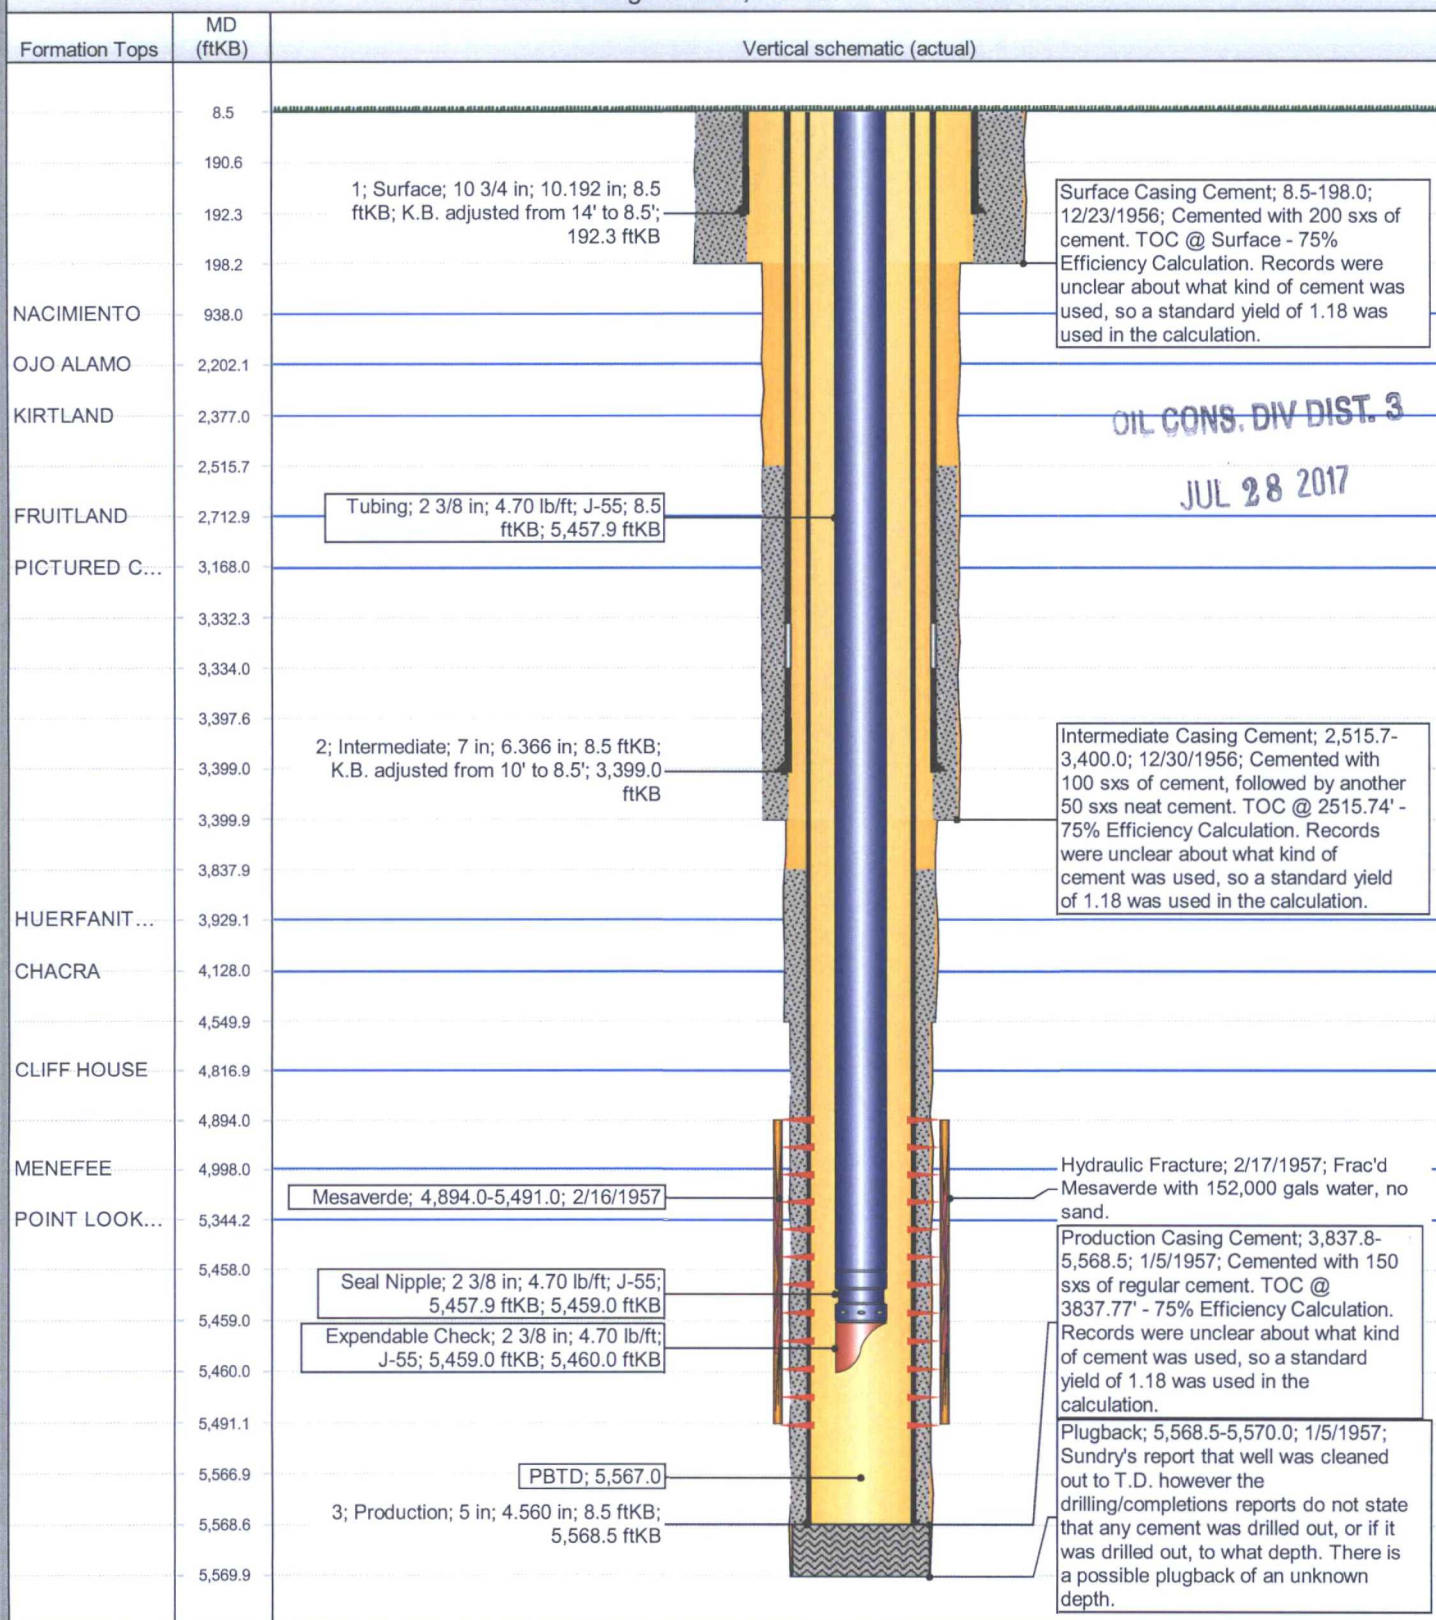 Formation Tops
MD
(ftKB)
Vertical schematic (actual)
8.5
190.6
192.3
198.2
NACIMIENTO 938.0
OJO ALAMO 2,202.1
KIRTLAND 2,377.0
2,515.7
FRUITLAND 2,712.9
PICTURED C... 3,168.0
3,332.3
3,334.0
3,397.6
3,399.0
3,399.9
3,837.9
HUERFANIT... 3,929.1
CHACRA 4,128.0
4,549.9
CLIFF HOUSE 4,816.9
4,894.0
MENEFEE 4,998.0
POINT LOOK... 5,344.2
5,458.0
5,459.0
5,460.0
5,491.1
5,566.9
5,568.6
5,569.9
1; Surface; 10 3/4 in; 10.192 in; 8.5
ftKB; K.B. adjusted from 14' to 8.5';
192.3 ftKB
Tubing; 2 3/8 in; 4.70 lb/ft; J-55; 8.5
ftKB; 5,457.9 ftKB
2; Intermediate; 7 in; 6.366 in; 8.5 ftKB;
K.B. adjusted from 10' to 8.5'; 3,399.0
ftKB
Mesaverde; 4,894.0-5,491.0; 2/16/1957
Seal Nipple; 2 3/8 in; 4.70 lb/ft; J-55;
5,457.9 ftKB; 5,459.0 ftKB
Expendable Check; 2 3/8 in; 4.70 lb/ft;
J-55; 5,459.0 ftKB; 5,460.0 ftKB
PBTD; 5,567.0
3; Production; 5 in; 4.560 in; 8.5 ftKB;
5,568.5 ftKB
Surface Casing Cement; 8.5-198.0;
12/23/1956; Cemented with 200 sxs of
cement. TOC @ Surface - 75%
Efficiency Calculation. Records were
unclear about what kind of cement was
used, so a standard yield of 1.18 was
used in the calculation.
OIL CONS. DIV DIST. 3
JUL 28 2017
Intermediate Casing Cement; 2,515.7-
3,400.0; 12/30/1956; Cemented with
100 sxs of cement, followed by another
50 sxs neat cement. TOC @ 2515.74' -
75% Efficiency Calculation. Records
were unclear about what kind of
cement was used, so a standard yield
of 1.18 was used in the calculation.
Hydraulic Fracture; 2/17/1957; Frac'd
Mesaverde with 152,000 gals water, no
sand.
Production Casing Cement; 3,837.8-
5,568.5; 1/5/1957; Cemented with 150
sxs of regular cement. TOC @
3837.77' - 75% Efficiency Calculation.
Records were unclear about what kind
of cement was used, so a standard
yield of 1.18 was used in the
calculation.
Plugback; 5,568.5-5,570.0; 1/5/1957;
Sundry's report that well was cleaned
out to T.D. however the
drilling/completions reports do not state
that any cement was drilled out, or if it
was drilled out, to what depth. There is
a possible plugback of an unknown
depth.